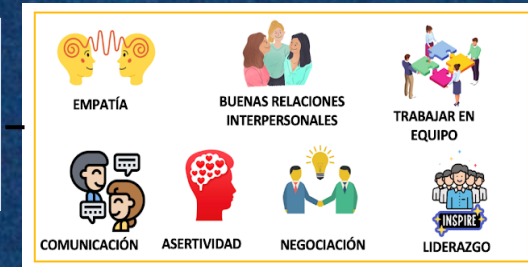 EMPATÍA
BUENAS RELACIONES
INTERPERSONALES
TRABAJAR EN
EQUIPO
COMUNICACIÓN
ASERTIVIDAD
NEGOCIACIÓN
INSPIRE
LIDERAZGO